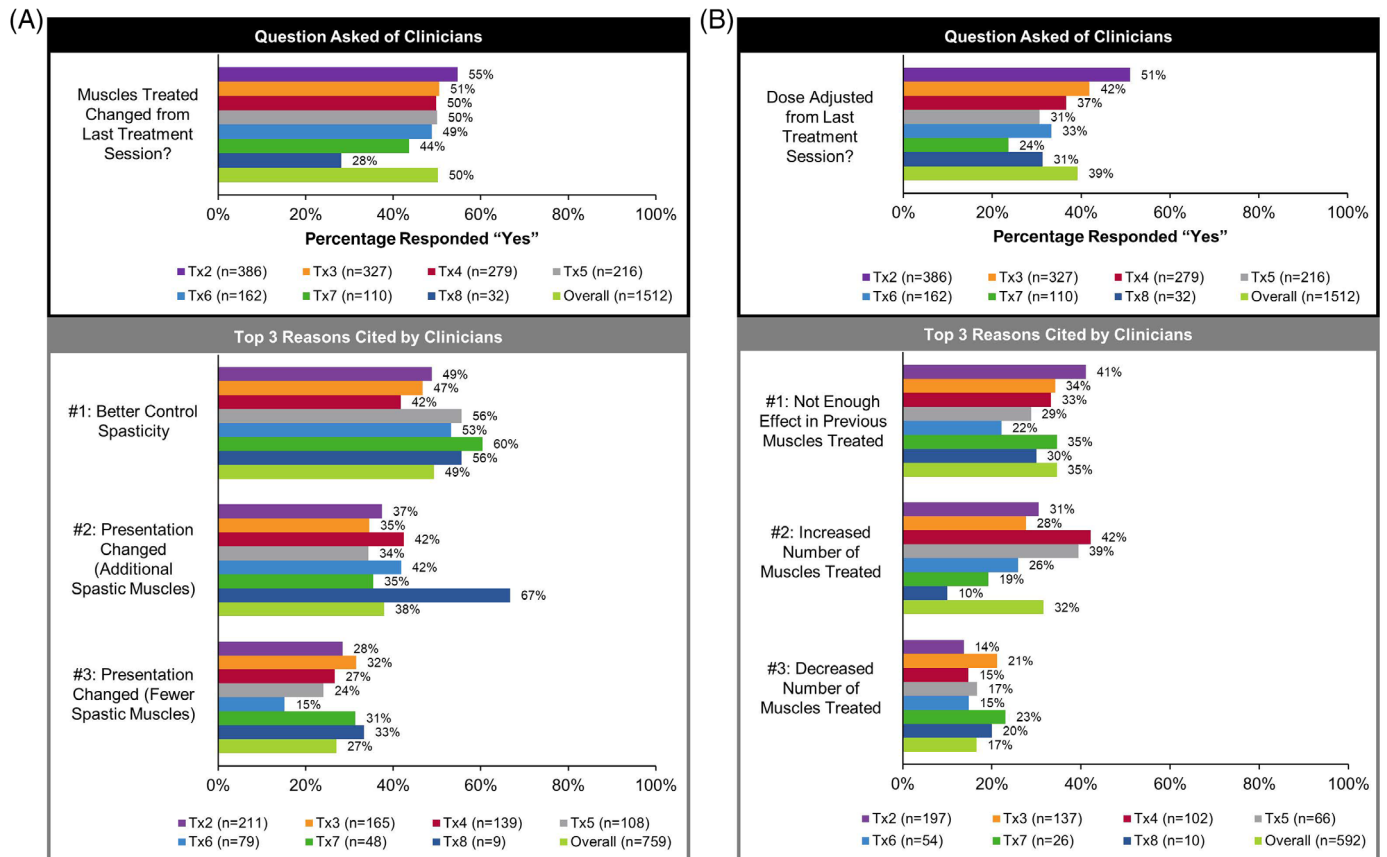 (A)
Question Asked of Clinicians
Muscles Treated
Changed from
Last Treatment
Session?
55%
51%
50%
50%
49%
44%
28%
50%
0% 20% 40% 60% 80% 100%
Percentage Responded “Yes”
Tx2 (n=386) Tx3 (n=327) Tx4 (n=279) Tx5 (n=216)
Tx6 (n=162) Tx7 (n=110) Tx8 (n=32) Overall (n=1512)
Top 3 Reasons Cited by Clinicians
#1: Better Control
Spasticity
49%
47%
42%
56%
53%
60%
56%
49%
#2: Presentation
Changed
(Additional
Spastic Muscles)
37%
35%
42%
34%
42%
35%
67%
38%
#3: Presentation
Changed (Fewer
Spastic Muscles)
28%
32%
27%
24%
15%
31%
33%
27%
0% 20% 40% 60% 80% 100%
Tx2 (n=211) Tx3 (n=165) Tx4 (n=139) Tx5 (n=108)
Tx6 (n=79) Tx7 (n=48) Tx8 (n=9) Overall (n=759)
(B)
Question Asked of Clinicians
Dose Adjusted
from Last
Treatment
Session?
51%
42%
37%
31%
33%
24%
31%
39%
0% 20% 40% 60% 80% 100%
Percentage Responded “Yes”
Tx2 (n=386) Tx3 (n=327) Tx4 (n=279) Tx5 (n=216)
Tx6 (n=162) Tx7 (n=110) Tx8 (n=32) Overall (n=1512)
Top 3 Reasons Cited by Clinicians
#1: Not Enough
Effect in Previous
Muscles Treated
41%
34%
33%
29%
22%
35%
30%
35%
#2: Increased
Number of
Muscles Treated
31%
28%
42%
39%
26%
19%
10%
32%
#3: Decreased
Number of
Muscles Treated
14%
21%
15%
17%
15%
23%
20%
17%
0% 20% 40% 60% 80% 100%
Tx2 (n=197) Tx3 (n=137) Tx4 (n=102) Tx5 (n=66)
Tx6 (n=54) Tx7 (n=26) Tx8 (n=10) Overall (n=592)